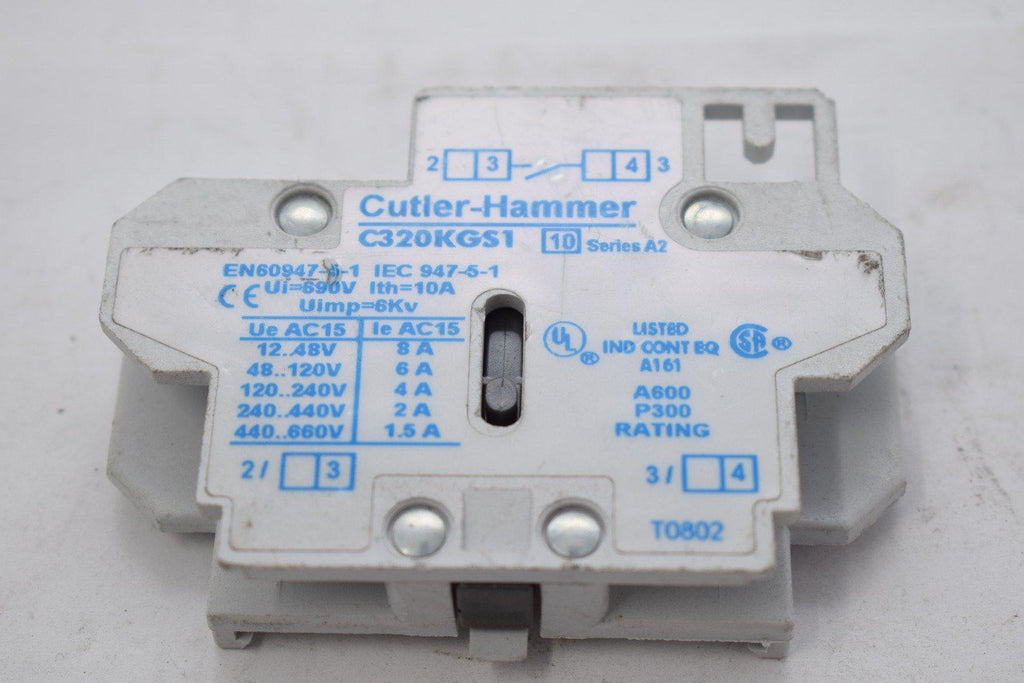 2 3 4 3
Cutler-Hammer
C320KGS1 10 Series A2
EN60947-5-1 IEC 947-5-1
CE Ui=690V Ith=10A
Uimp=6Kv
Ue AC15 Ie AC15
12..48V 8 A
48..120V 6 A
120..240V 4 A
240..440V 2 A
440..660V 1.5 A
UL ® LISTED SA ®
IND CONT EQ
A161
A600
P300
RATING
2 / 3
3 / 4
T0802